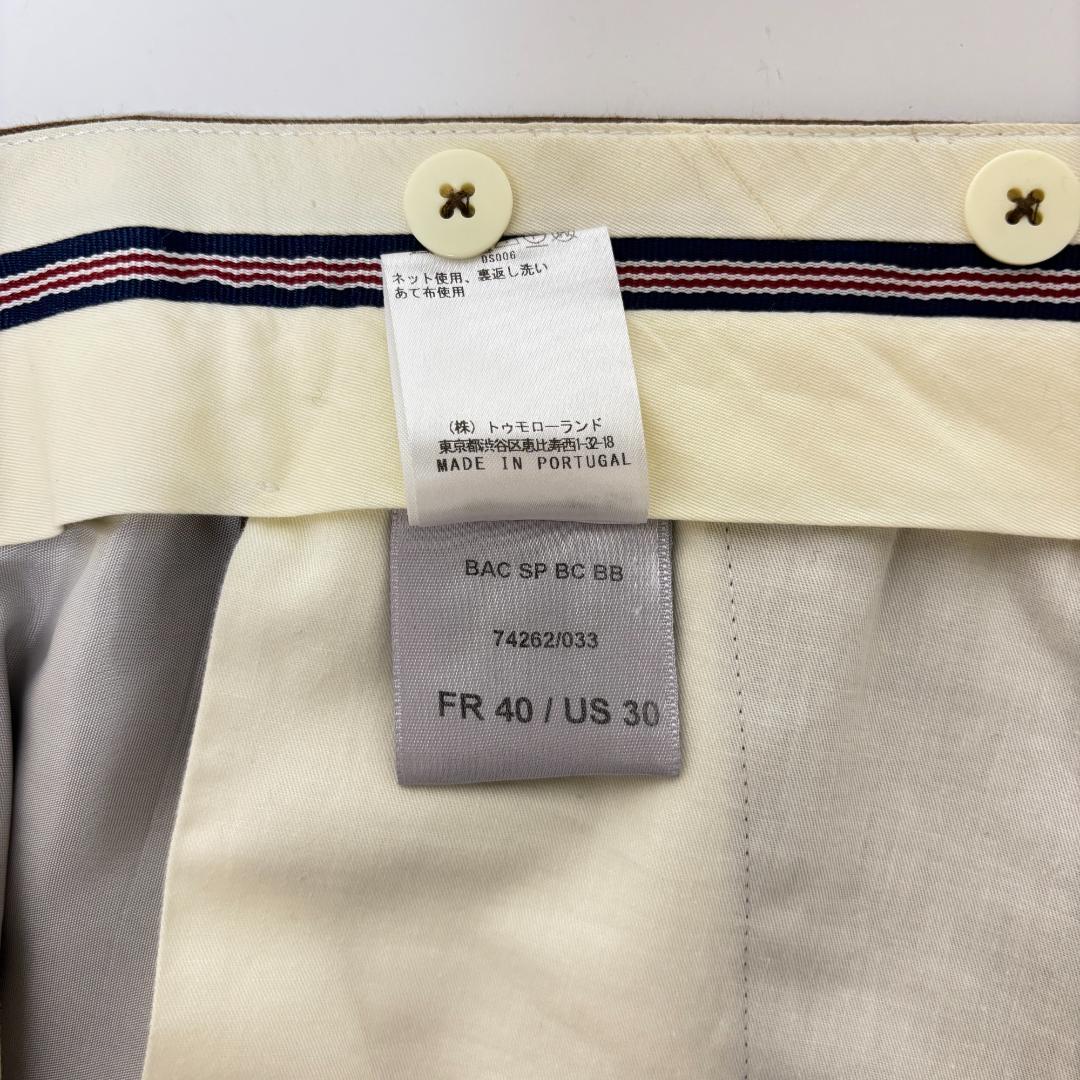 DS006
ネット使用、裏返し洗い
あて布使用
(株) トゥモローランド
東京都渋谷区恵比寿西1-32-18
MADE IN PORTUGAL
BAC SP BC BB
74262/033
FR 40 / US 30